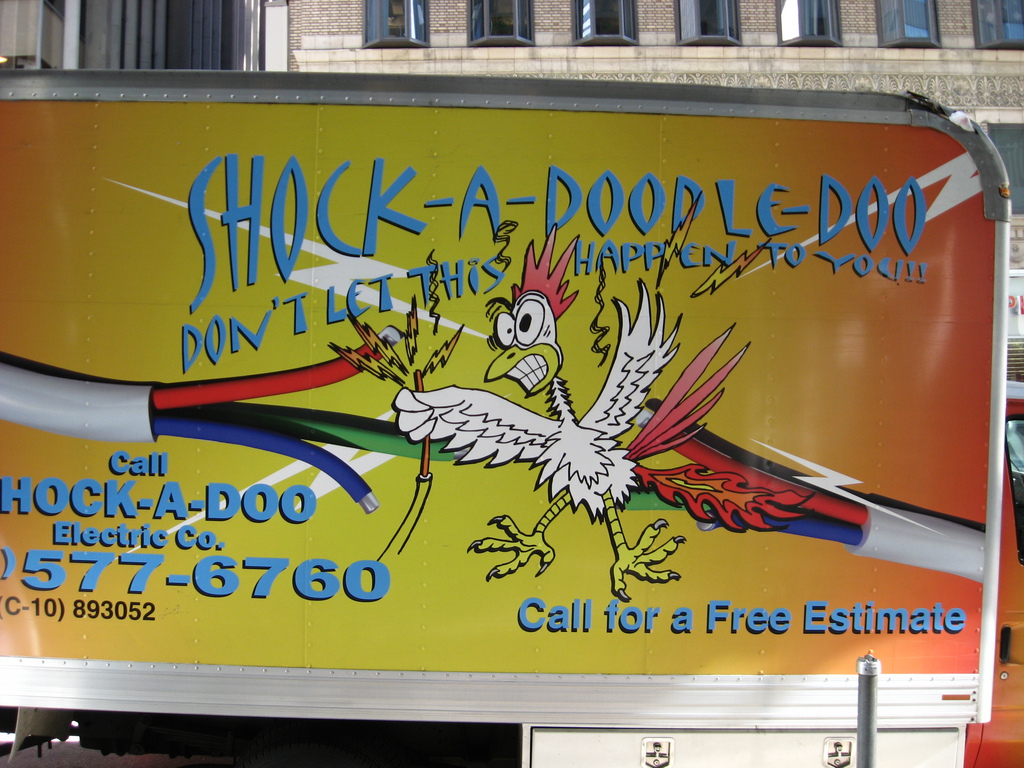 SHOCK-A-DOODLE-DOO
DON'T LET THIS HAPPEN TO YOU!!!
Call
HOCK-A-DOO
Electric Co.
)577-6760
(C-10) 893052
Call for a Free Estimate